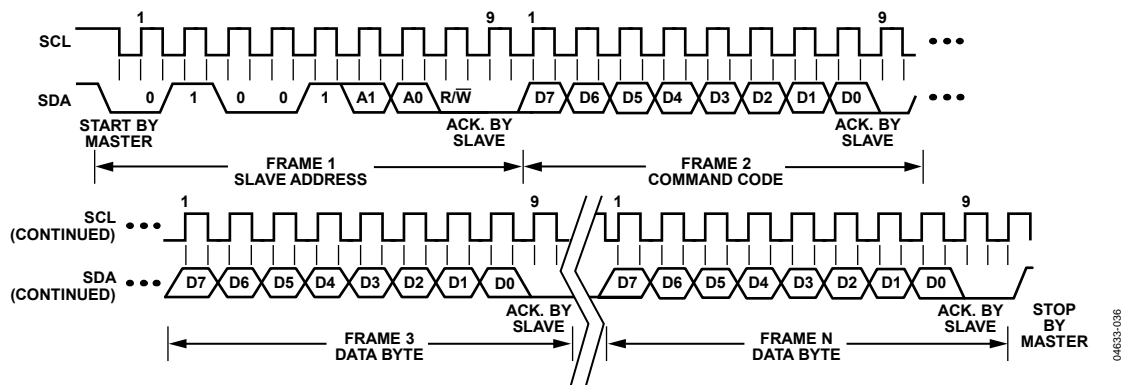 1 9 1 9
SCL
SDA 0 1 0 0 1 A1 A0 R/W̅ D7 D6 D5 D4 D3 D2 D1 D0
START BY MASTER
ACK. BY SLAVE
ACK. BY SLAVE
FRAME 1
SLAVE ADDRESS
FRAME 2
COMMAND CODE
1 9 1 9
SCL
(CONTINUED)
SDA
(CONTINUED)
D7 D6 D5 D4 D3 D2 D1 D0 D7 D6 D5 D4 D3 D2 D1 D0
ACK. BY SLAVE
ACK. BY SLAVE
STOP BY MASTER
FRAME 3
DATA BYTE
FRAME N
DATA BYTE
04633-036